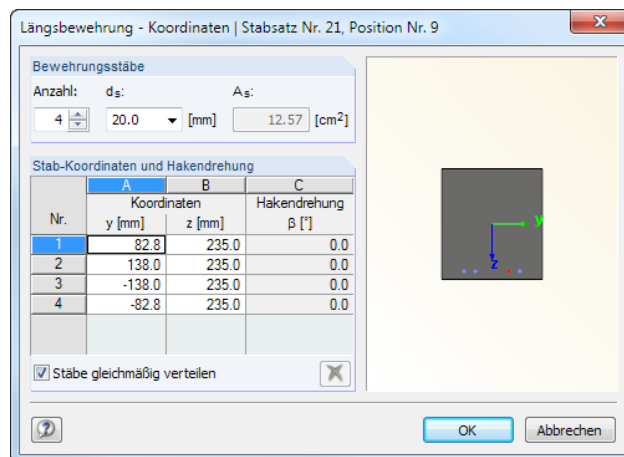 Längsbewehrung - Koordinaten | Stabsatz Nr. 21, Position Nr. 9
Bewehrungsstäbe
Anzahl: ds: As:
4 20.0 [mm] 12.57 [cm²]
Stab-Koordinaten und Hakendrehung
A B C
Koordinaten Hakendrehung
Nr. y [mm] z [mm] β [°]
1 82.8 235.0 0.0
2 138.0 235.0 0.0
3 -138.0 235.0 0.0
4 -82.8 235.0 0.0
Stäbe gleichmäßig verteilen
y
z
OK Abbrechen